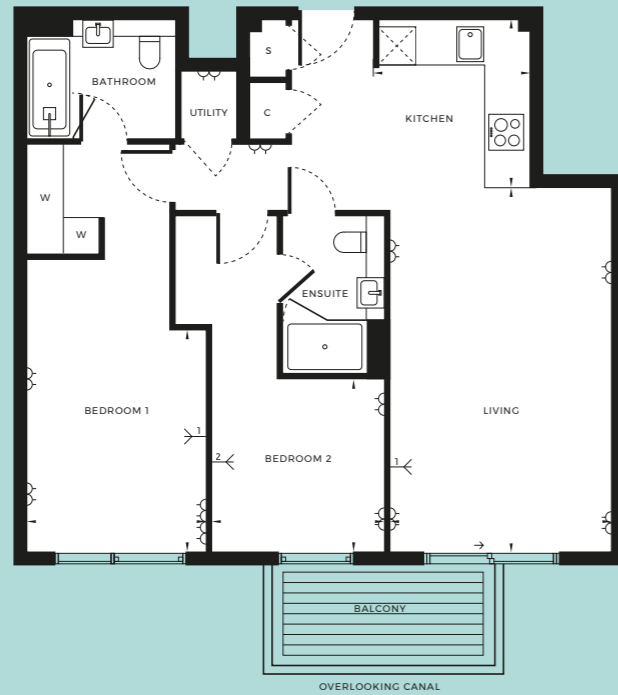 S
BATHROOM
UTILITY
C
KITCHEN
W
W
ENSUITE
BEDROOM 1
LIVING
1
2
BEDROOM 2
1
BALCONY
OVERLOOKING CANAL